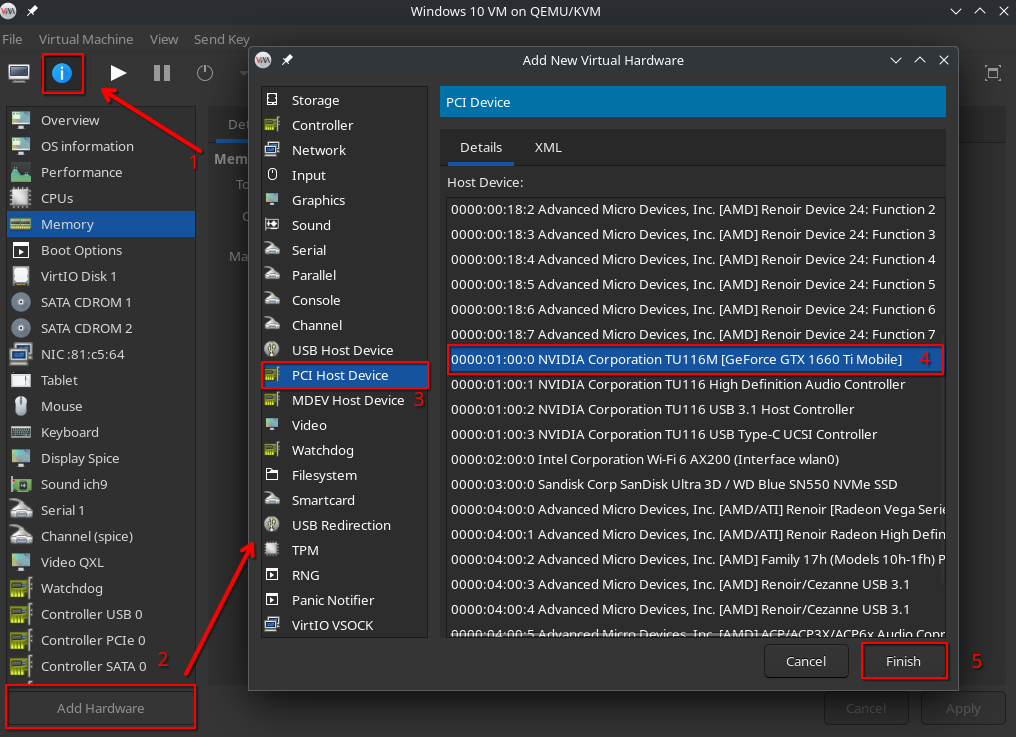 Windows 10 VM on QEMU/KVM
File Virtual Machine View Send Key
1
Overview
OS information
Performance
CPUs
Memory
Boot Options
VirtIO Disk 1
SATA CDROM 1
SATA CDROM 2
NIC :81:c5:64
Tablet
Mouse
Keyboard
Display Spice
Sound ich9
Serial 1
Channel (spice)
Video QXL
Watchdog
Controller USB 0
Controller PCIe 0
Controller SATA 0
2
Add Hardware
Det
Mem
To
Ma
Add New Virtual Hardware
Storage
Controller
Network
Input
Graphics
Sound
Serial
Parallel
Console
Channel
USB Host Device
PCI Host Device
MDEV Host Device
3
Video
Watchdog
Filesystem
Smartcard
USB Redirection
TPM
RNG
Panic Notifier
VirtIO VSOCK
PCI Device
Details XML
Host Device:
0000:00:18:2 Advanced Micro Devices, Inc. [AMD] Renoir Device 24: Function 2
0000:00:18:3 Advanced Micro Devices, Inc. [AMD] Renoir Device 24: Function 3
0000:00:18:4 Advanced Micro Devices, Inc. [AMD] Renoir Device 24: Function 4
0000:00:18:5 Advanced Micro Devices, Inc. [AMD] Renoir Device 24: Function 5
0000:00:18:6 Advanced Micro Devices, Inc. [AMD] Renoir Device 24: Function 6
0000:00:18:7 Advanced Micro Devices, Inc. [AMD] Renoir Device 24: Function 7
0000:01:00:0 NVIDIA Corporation TU116M [GeForce GTX 1660 Ti Mobile] 4
0000:01:00:1 NVIDIA Corporation TU116 High Definition Audio Controller
0000:01:00:2 NVIDIA Corporation TU116 USB 3.1 Host Controller
0000:01:00:3 NVIDIA Corporation TU116 USB Type-C UCSI Controller
0000:02:00:0 Intel Corporation Wi-Fi 6 AX200 (Interface wlan0)
0000:03:00:0 Sandisk Corp SanDisk Ultra 3D / WD Blue SN550 NVMe SSD
0000:04:00:0 Advanced Micro Devices, Inc. [AMD/ATI] Renoir [Radeon Vega Serie
0000:04:00:1 Advanced Micro Devices, Inc. [AMD/ATI] Renoir Radeon High Defin
0000:04:00:2 Advanced Micro Devices, Inc. [AMD] Family 17h (Models 10h-1fh) P
0000:04:00:3 Advanced Micro Devices, Inc. [AMD] Renoir/Cezanne USB 3.1
0000:04:00:4 Advanced Micro Devices, Inc. [AMD] Renoir/Cezanne USB 3.1
0000:04:00:5 Advanced Micro Devices, Inc. [AMD] ACP/ACP3X/ACP6x Audio Copr
Cancel Finish 5
Cancel Apply